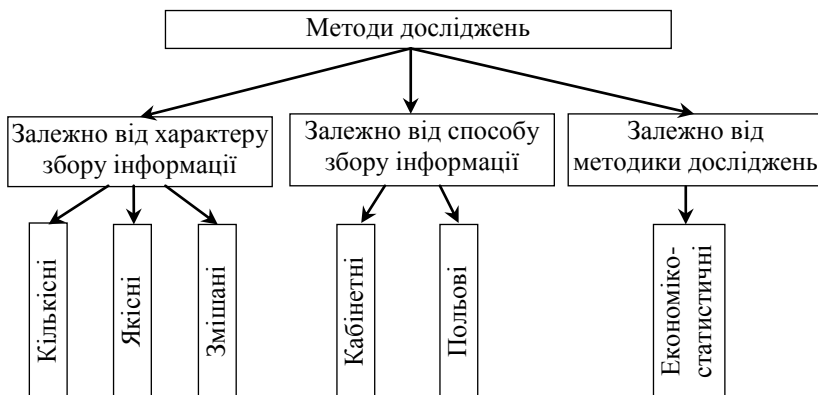 Методи досліджень
Залежно від характеру
збору інформації
Залежно від способу
збору інформації
Залежно від
методики досліджень
Кількісні
Якісні
Змішані
Кабінетні
Польові
Економіко-
статистичні